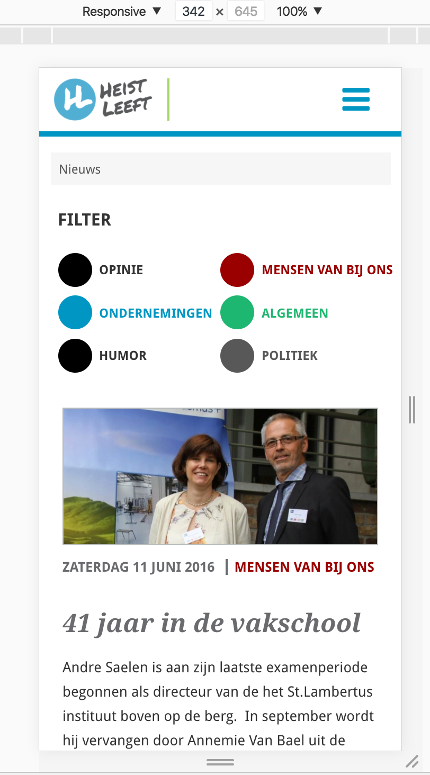 Responsive ▼ 342 × 645 100% ▼
HL HEIST LEEFT
Nieuws
FILTER
OPINIE MENSEN VAN BIJ ONS
ONDERNEMINGEN ALGEMEEN
HUMOR POLITIEK
ZATERDAG 11 JUNI 2016 | MENSEN VAN BIJ ONS
41 jaar in de vakschool
Andre Saelen is aan zijn laatste examenperiode
begonnen als directeur van de het St.Lambertus
instituut boven op de berg. In september wordt
hij vervangen door Annemie Van Bael uit de